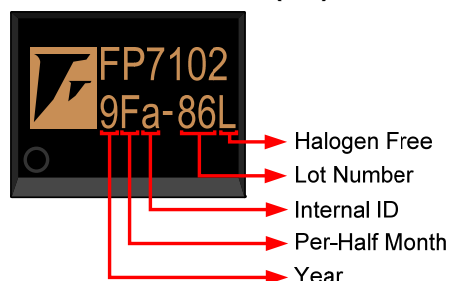 FP7102
9Fa-86L
Halogen Free
Lot Number
Internal ID
Per-Half Month
Year